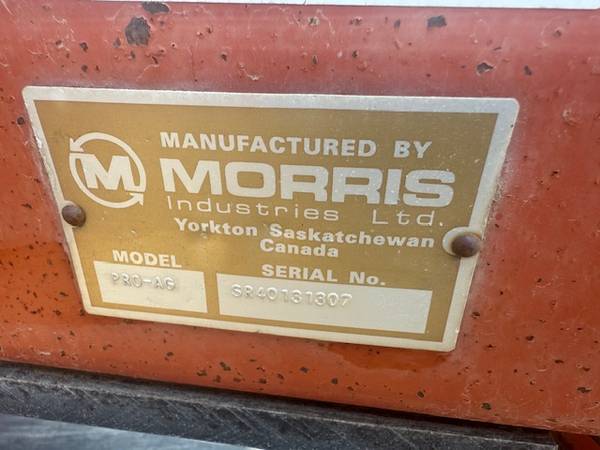 MANUFACTURED BY
M MORRIS
Industries Ltd.
Yorkton Saskatchewan
Canada
MODEL SERIAL No.
PRO-AG SR40131307